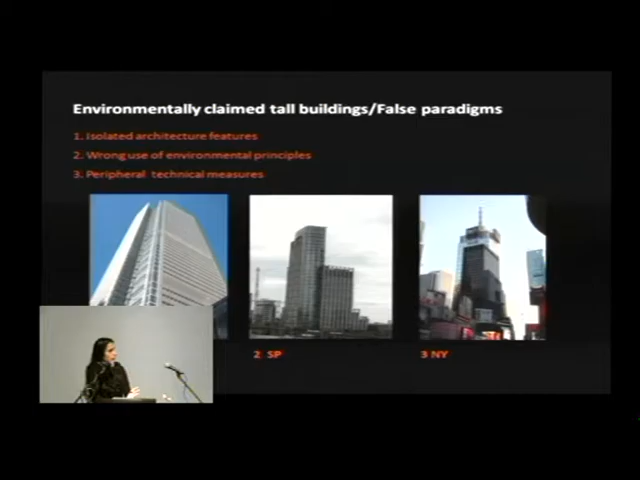 Environmentally claimed tall buildings/False paradigms
1. Isolated architecture features
2. Wrong use of environmental principles
3. Peripheral technical measures
2 SP
3 NY